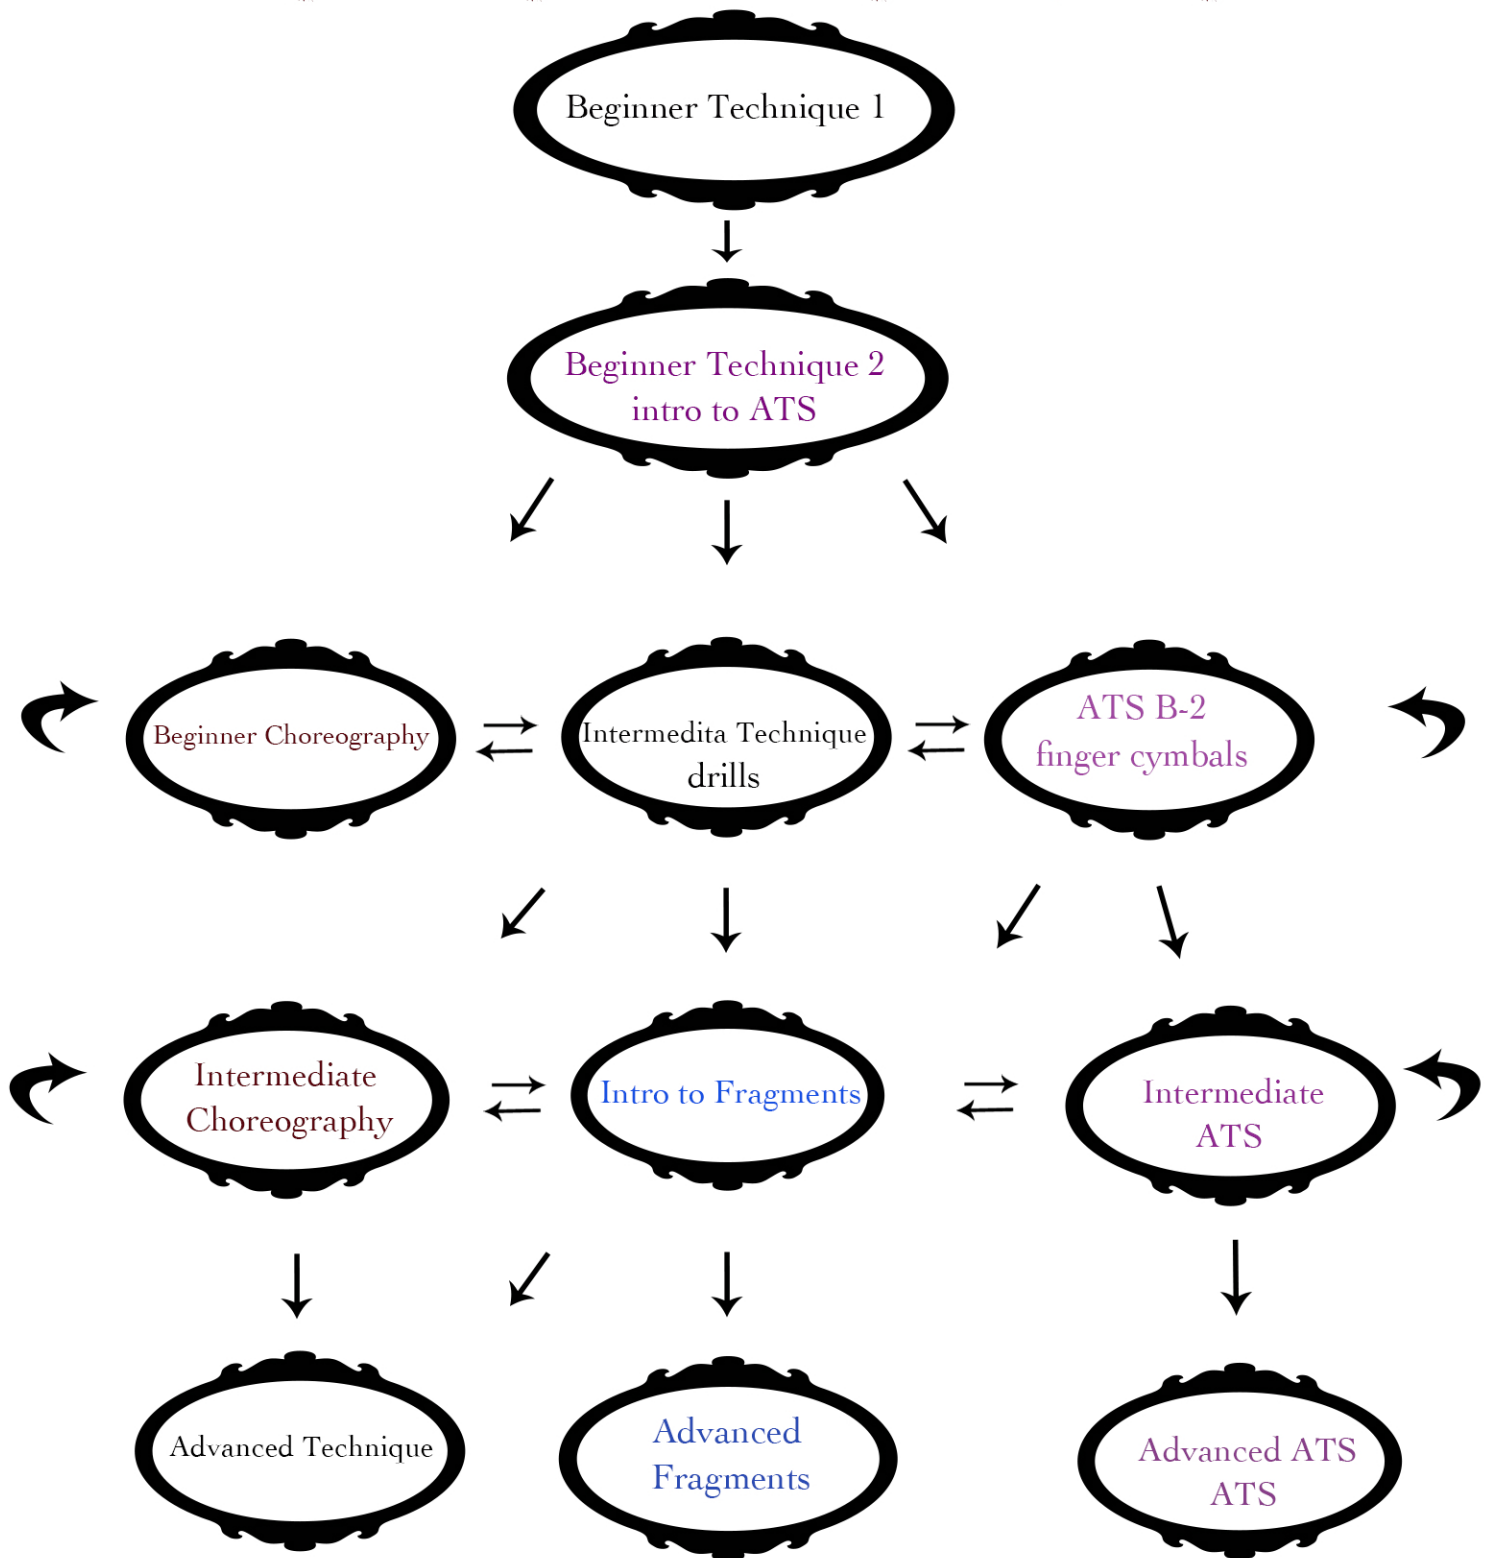 Beginner Technique 1
Beginner Technique 2
intro to ATS
Beginner Choreography
Intermedita Technique
drills
ATS B-2
finger cymbals
Intermediate
Choreography
Intro to Fragments
Intermediate
ATS
Advanced Technique
Advanced
Fragments
Advanced ATS
ATS